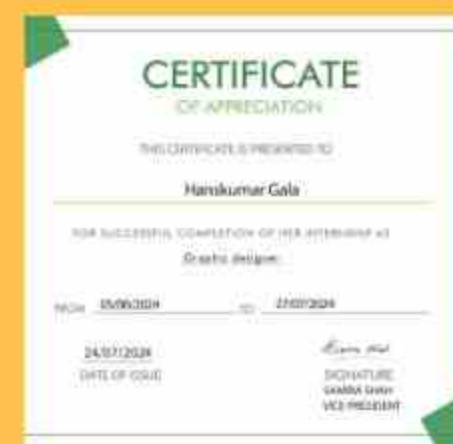 CERTIFICATE
OF APPRECIATION
THIS CERTIFICATE IS PRESENTED TO
Hanskumar Gala
FOR SUCCESSFUL COMPLETION OF HER INTERNSHIP AS
Graphic designer
FROM 05/06/2024 TO 27/07/2024
24/07/2024
DATE OF ISSUE
SIGNATURE
SHAH
VICE PRESIDENT